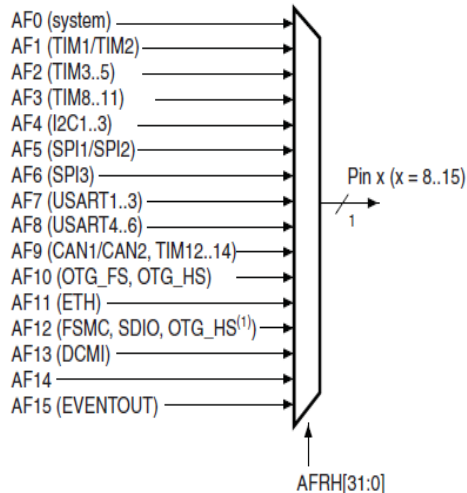 AF0 (system)
AF1 (TIM1/TIM2)
AF2 (TIM3..5)
AF3 (TIM8..11)
AF4 (I2C1..3)
AF5 (SPI1/SPI2)
AF6 (SPI3)
AF7 (USART1..3)
AF8 (USART4..6)
AF9 (CAN1/CAN2, TIM12..14)
AF10 (OTG_FS, OTG_HS)
AF11 (ETH)
AF12 (FSMC, SDIO, OTG_HS(1))
AF13 (DCMI)
AF14
AF15 (EVENTOUT)
Pin x (x = 8..15)
1
AFRH[31:0]